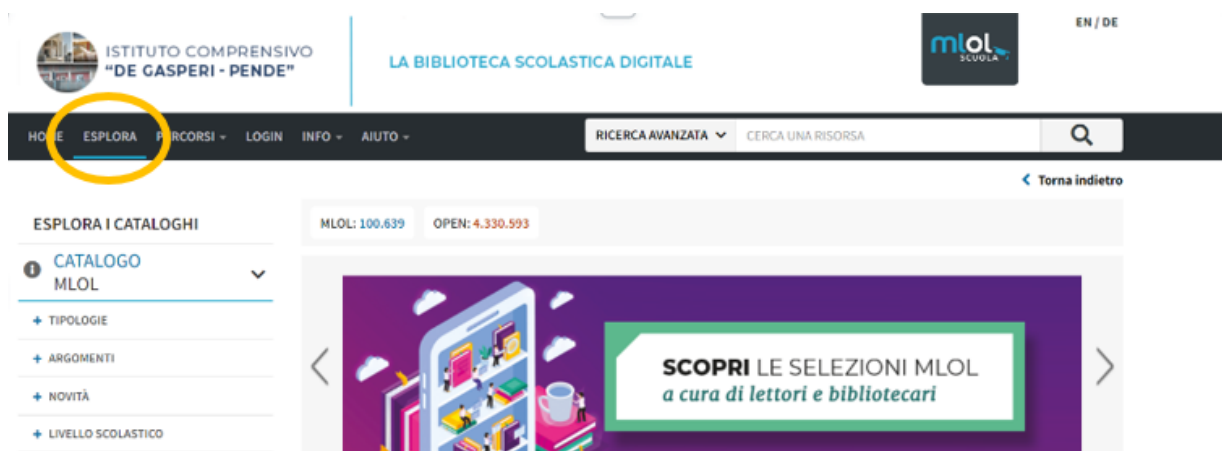 ISTITUTO COMPRENSIVO
"DE GASPERI - PENDE"
LA BIBLIOTECA SCOLASTICA DIGITALE
mlol
SCUOLA
EN / DE
HOME ESPLORA PERCORSI LOGIN INFO AIUTO
RICERCA AVANZATA CERCA UNA RISORSA
Torna indietro
ESPLORA I CATALOGHI
MLOL: 100.639 OPEN: 4.330.593
CATALOGO
MLOL
+ TIPOLOGIE
+ ARGOMENTI
+ NOVITÀ
+ LIVELLO SCOLASTICO
SCOPRI LE SELEZIONI MLOL
a cura di lettori e bibliotecari